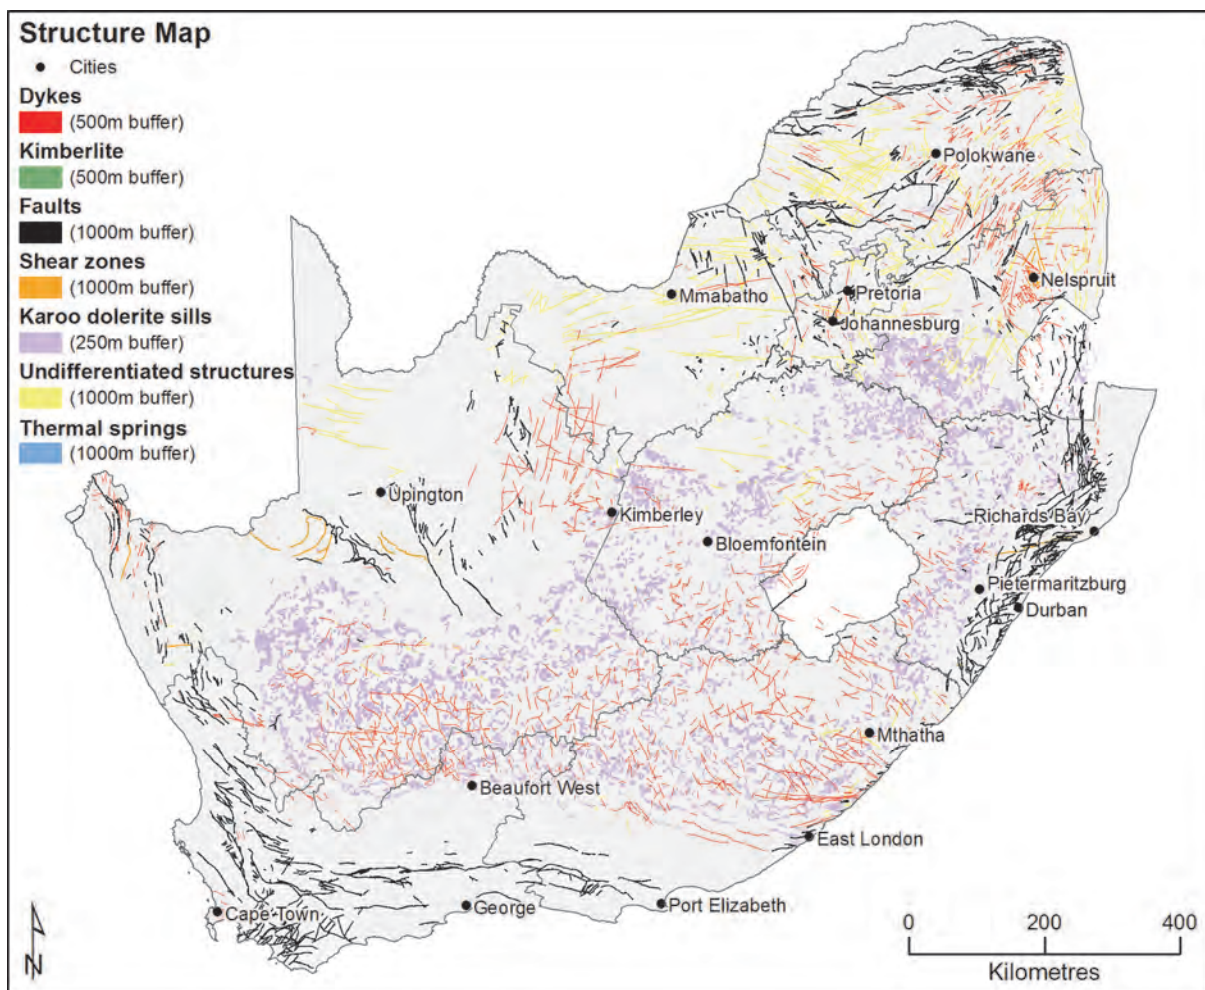 Structure Map
Cities
Dykes
(500m buffer)
Kimberlite
(500m buffer)
Faults
(1000m buffer)
Shear zones
(1000m buffer)
Karoo dolerite sills
(250m buffer)
Undifferentiated structures
(1000m buffer)
Thermal springs
(1000m buffer)
Polokwane
Nelspruit
Mmabatho
Pretoria
Johannesburg
Upington
Kimberley
Richards Bay
Bloemfontein
Pietermaritzburg
Durban
Mthatha
Beaufort West
East London
Cape Town
George
Port Elizabeth
N
0 200 400
Kilometres